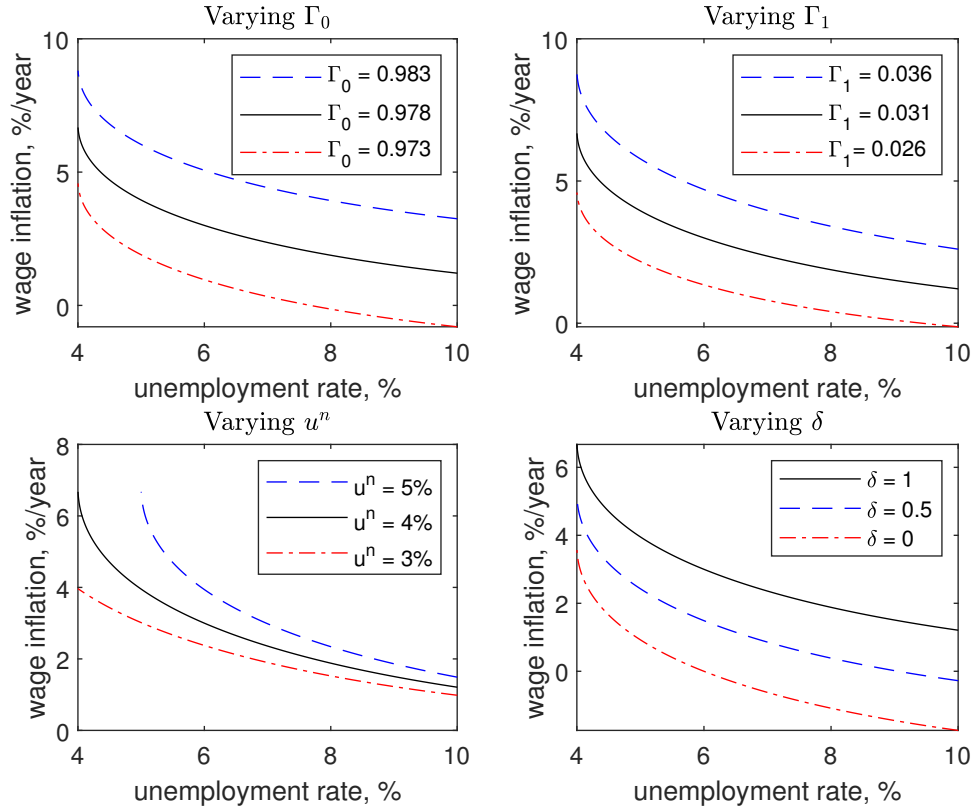 Varying Γ₀
10
5
0
wage inflation, %/year
Γ₀ = 0.983
Γ₀ = 0.978
Γ₀ = 0.973
4 6 8 10
unemployment rate, %
Varying Γ₁
10
5
0
wage inflation, %/year
Γ₁ = 0.036
Γ₁ = 0.031
Γ₁ = 0.026
4 6 8 10
unemployment rate, %
Varying uⁿ
8
6
4
2
0
wage inflation, %/year
uⁿ = 5%
uⁿ = 4%
uⁿ = 3%
4 6 8 10
unemployment rate, %
Varying δ
6
4
2
0
wage inflation, %/year
δ = 1
δ = 0.5
δ = 0
4 6 8 10
unemployment rate, %